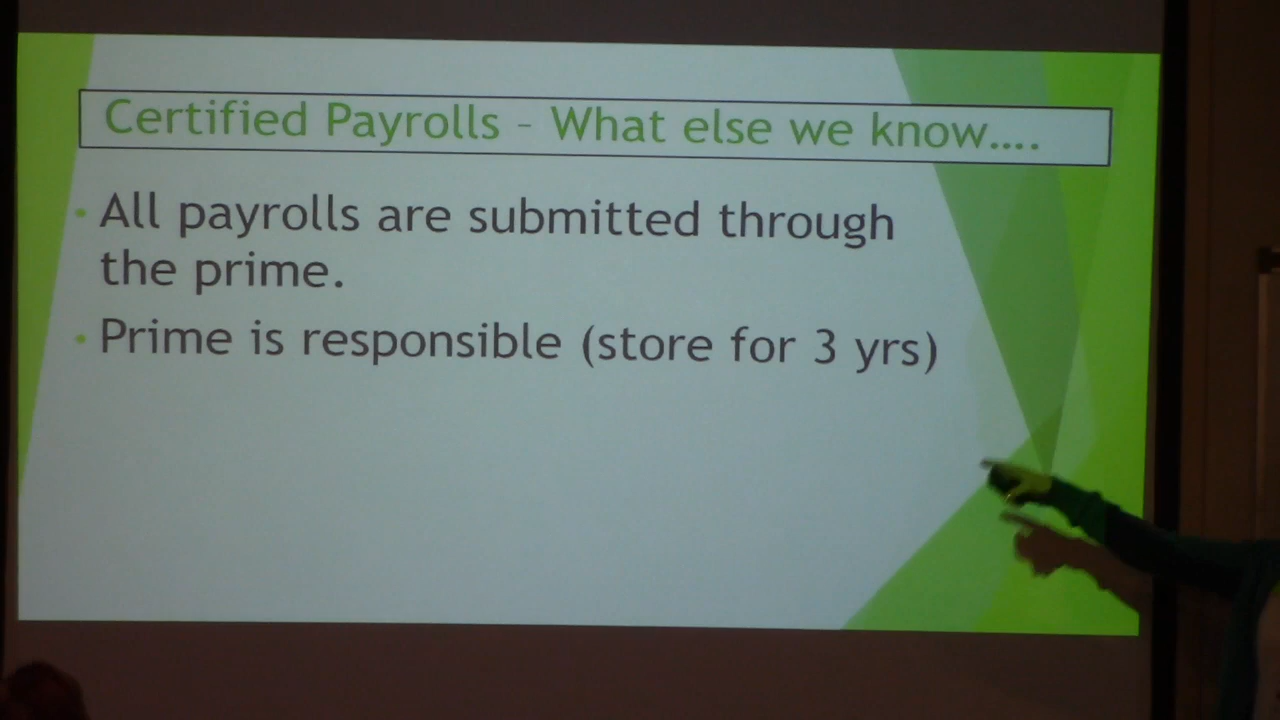 Certified Payrolls – What else we know....
• All payrolls are submitted through
the prime.
• Prime is responsible (store for 3 yrs)